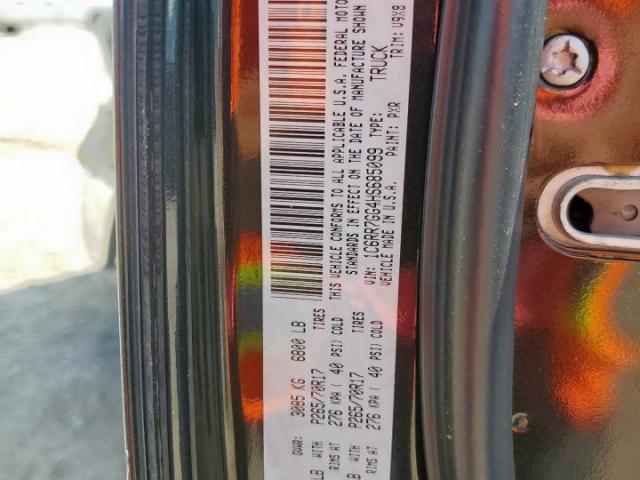 GVWR: 3085 KG 6800 LB
LB WITH P265/70R17 TIRES
RIMS AT 276 KPA ( 40 PSI) COLD
LB WITH P265/70R17 TIRES
RIMS AT 276 KPA ( 40 PSI) COLD
THIS VEHICLE CONFORMS TO ALL APPLICABLE U.S.A. FEDERAL MOTO
STANDARDS IN EFFECT ON THE DATE OF MANUFACTURE SHOWN
VIN: 1C6RR7GG4HS685099 TYPE: TRUCK
VEHICLE MADE IN U.S.A. PAINT: PXR TRIM: V9X8